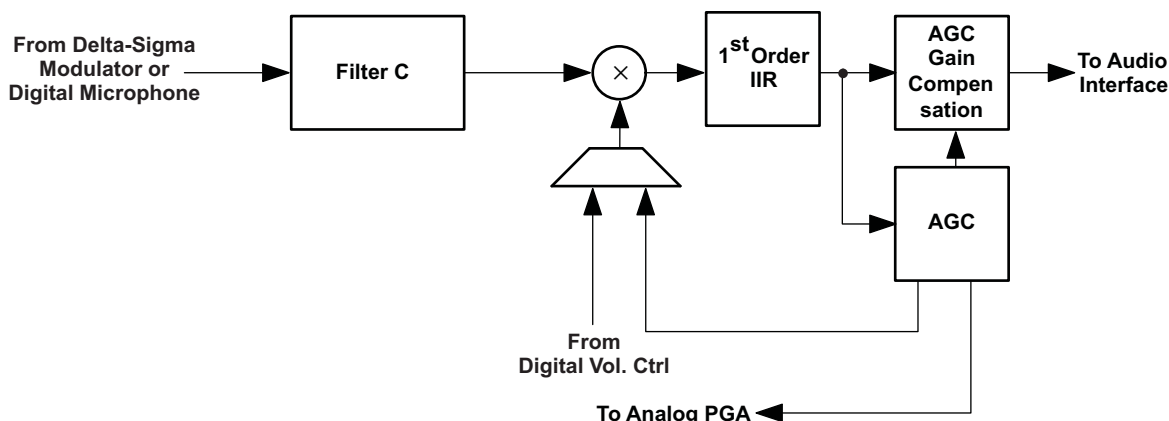 From Delta-Sigma
Modulator or
Digital Microphone
Filter C
×
1st Order
IIR
AGC
Gain
Compen
sation
To Audio
Interface
AGC
From
Digital Vol. Ctrl
To Analog PGA